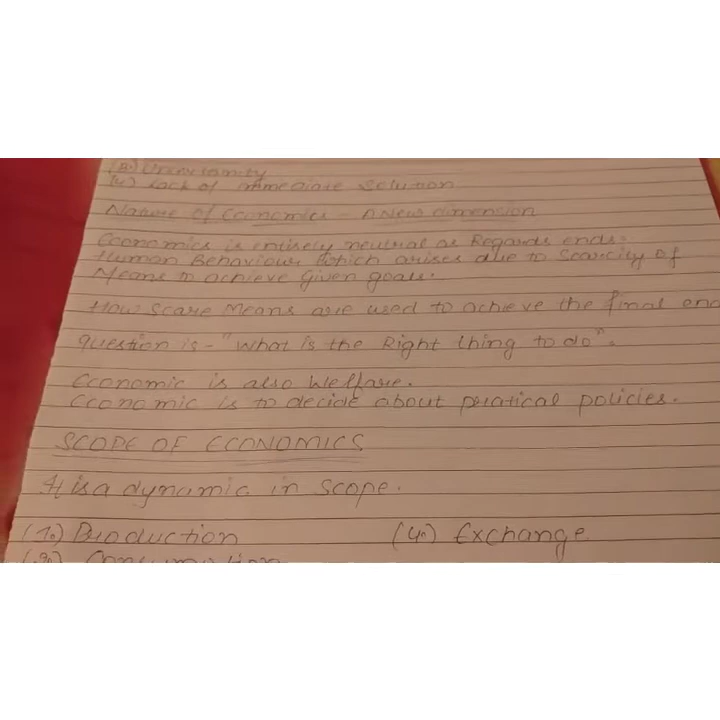 Uncertainity
Lack of immediate solution
Nature of Economics - A New dimension
Economics is entirely neutral as Regards ends.
Human Behaviour which arises due to Scarcity of
Means to achieve Given goals.
How Scare Means are used to achieve the final end
question is - "What is the Right thing to do".
Economic is also Welfare.
Economic is to decide about pratical policies.
SCOPE OF ECONOMICS
It is a dynamic in scope.
(1.) Production (4.) Exchange
(2.) Consumption